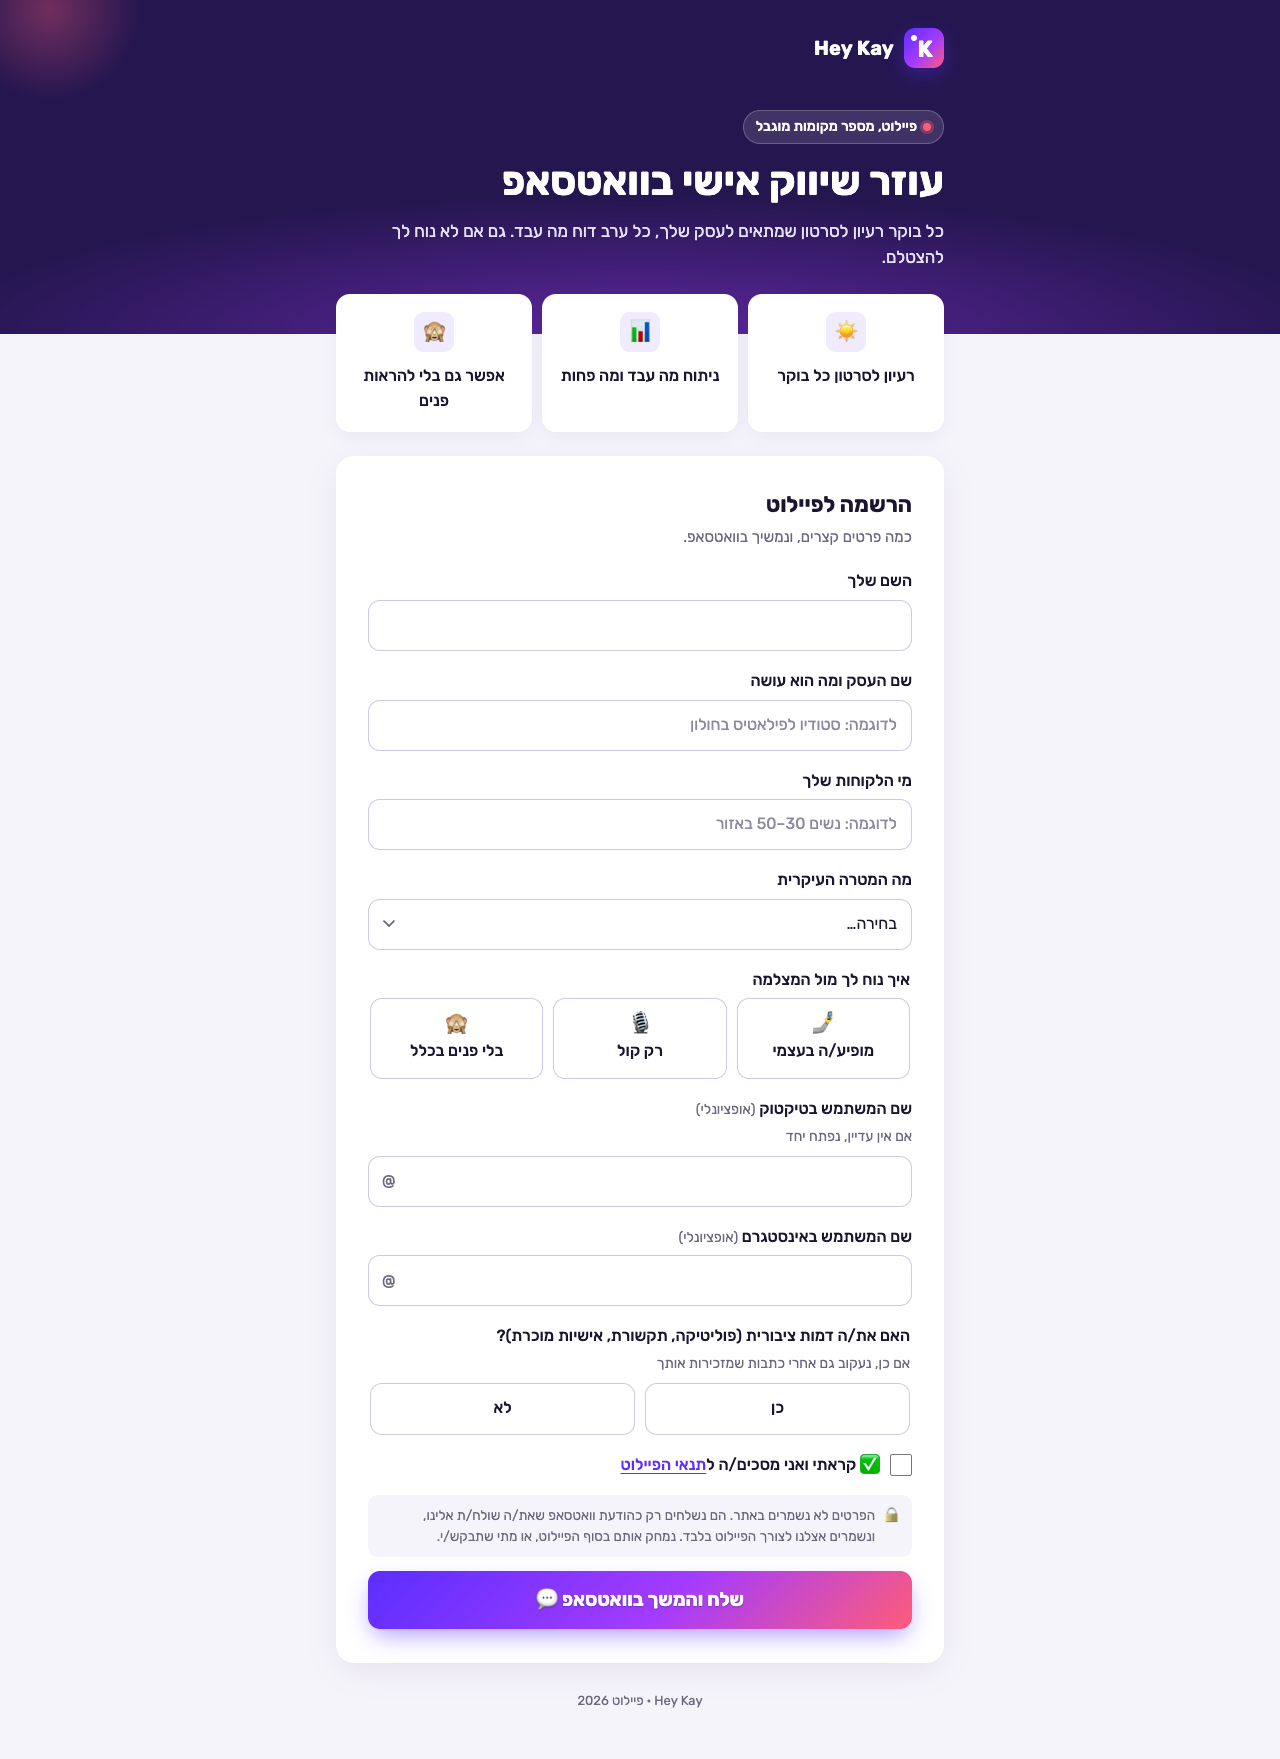 K
Hey Kay
פיילוט, מספר מקומות מוגבל
עוזר שיווק אישי בוואטסאפ
כל בוקר רעיון לסרטון שמתאים לעסק שלך, כל ערב דוח מה עבד. גם אם לא נוח לך
להצטלם.
רעיון לסרטון כל בוקר
ניתוח מה עבד ומה פחות
אפשר גם בלי להראות
פנים
הרשמה לפיילוט
כמה פרטים קצרים, ונמשיך בוואטסאפ.
השם שלך
שם העסק ומה הוא עושה
לדוגמה: סטודיו לפילאטיס בחולון
מי הלקוחות שלך
לדוגמה: נשים 30–50 באזור
מה המטרה העיקרית
בחירה...
איך נוח לך מול המצלמה
מופיע/ה בעצמי
רק קול
בלי פנים בכלל
שם המשתמש בטיקטוק (אופציונלי)
אם אין עדיין, נפתח יחד
@
שם המשתמש באינסטגרם (אופציונלי)
@
האם את/ה דמות ציבורית (פוליטיקה, תקשורת, אישיות מוכרת)?
אם כן, נעקוב גם אחרי כתבות שמזכירות אותך
כן
לא
✅ קראתי ואני מסכים/ה לתנאי הפיילוט
🔒 הפרטים לא נשמרים באתר. הם נשלחים רק כהודעת וואטסאפ שאת/ה שולח/ת אלינו,
ונשמרים אצלנו לצורך הפיילוט בלבד. נמחק אותם בסוף הפיילוט, או מתי שתבקש/י.
שלח והמשך בוואטסאפ 💬
Hey Kay • פיילוט 2026